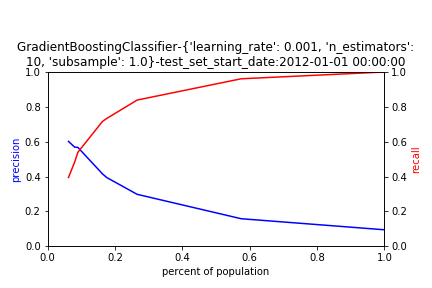 GradientBoostingClassifier-{'learning_rate': 0.001, 'n_estimators':
10, 'subsample': 1.0}-test_set_start_date:2012-01-01 00:00:00
1.0
0.8
0.6
0.4
0.2
0.0
precision
1.0
0.8
0.6
0.4
0.2
0.0
recall
0.0 0.2 0.4 0.6 0.8 1.0
percent of population